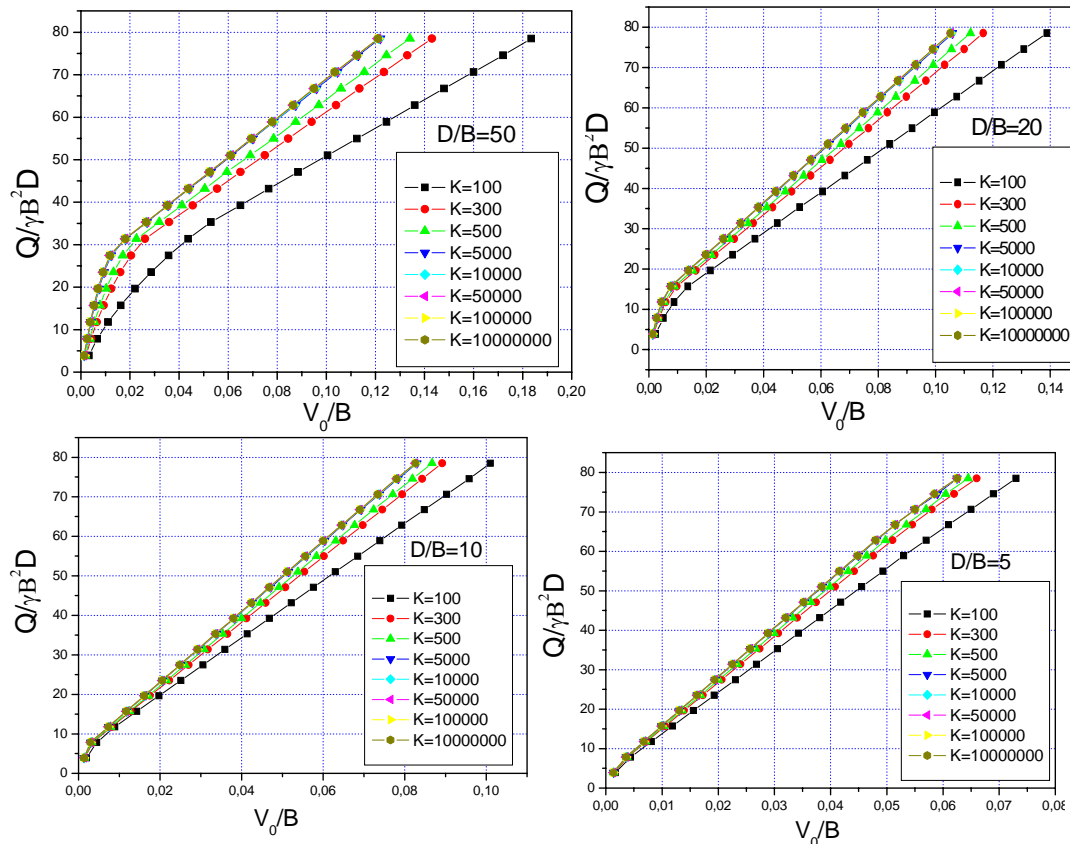 80
70
60
50
40
30
20
10
0
Q/γB²D
D/B=50
K=100
K=300
K=500
K=5000
K=10000
K=50000
K=100000
K=10000000
0,00 0,02 0,04 0,06 0,08 0,10 0,12 0,14 0,16 0,18 0,20
V₀/B
80
70
60
50
40
30
20
10
0
Q/γB²D
D/B=20
K=100
K=300
K=500
K=5000
K=10000
K=50000
K=100000
K=10000000
0,00 0,02 0,04 0,06 0,08 0,10 0,12 0,14
V₀/B
80
70
60
50
40
30
20
10
0
Q/γB²D
D/B=10
K=100
K=300
K=500
K=5000
K=10000
K=50000
K=100000
K=10000000
0,00 0,02 0,04 0,06 0,08 0,10
V₀/B
80
70
60
50
40
30
20
10
0
Q/γB²D
D/B=5
K=100
K=300
K=500
K=5000
K=10000
K=50000
K=100000
K=10000000
0,00 0,01 0,02 0,03 0,04 0,05 0,06 0,07 0,08
V₀/B